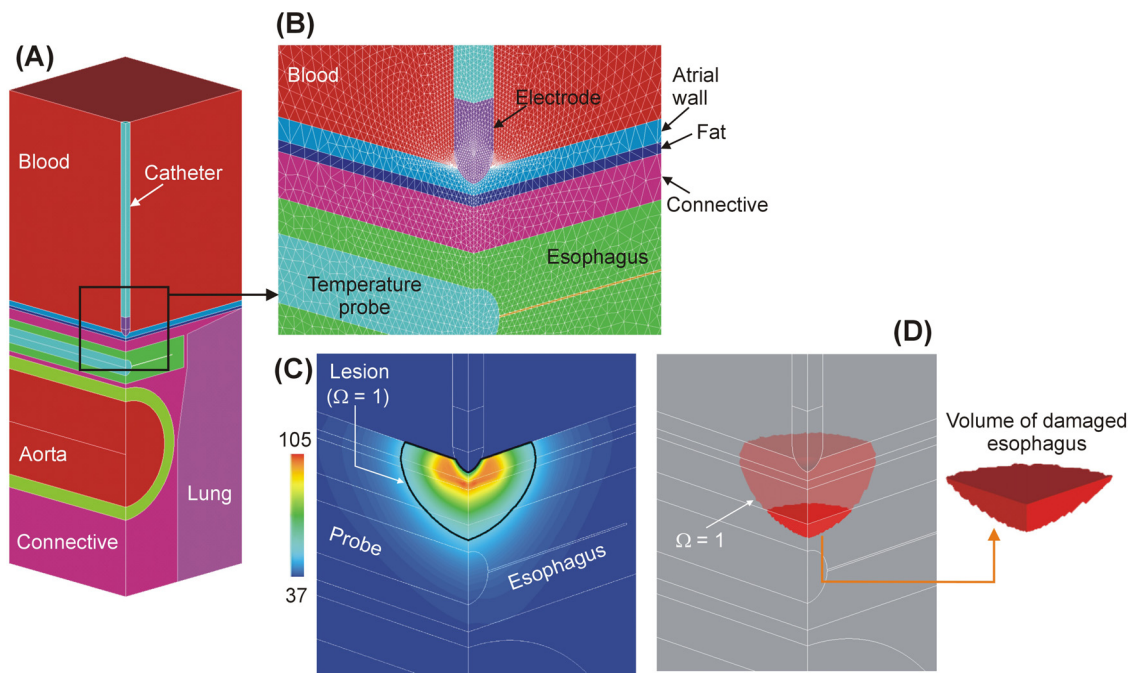 (A)
Blood
Catheter
Aorta
Lung
Connective
(B)
Blood
Electrode
Atrial
wall
Fat
Connective
Esophagus
Temperature
probe
(C)
Lesion
(Ω = 1)
105
37
Probe
Esophagus
(D)
Ω = 1
Volume of damaged
esophagus